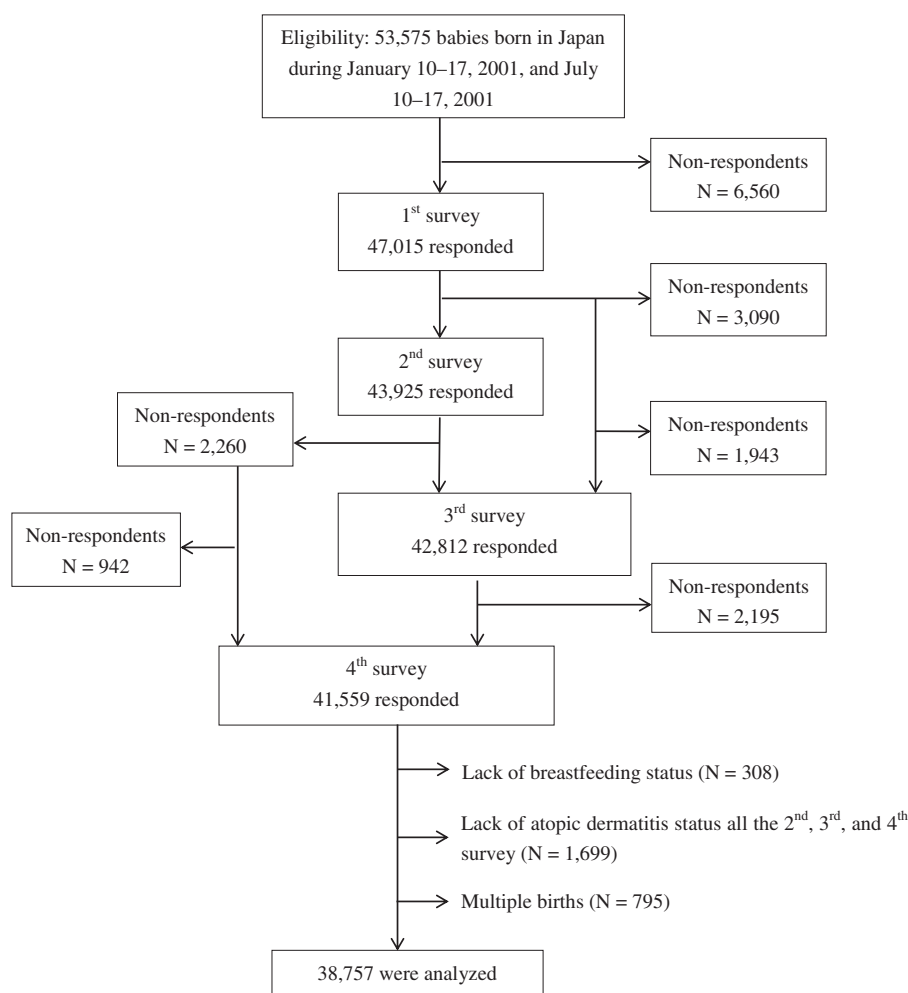 Eligibility: 53,575 babies born in Japan
during January 10–17, 2001, and July
10–17, 2001
Non-respondents
N = 6,560
1st survey
47,015 responded
Non-respondents
N = 3,090
2nd survey
43,925 responded
Non-respondents
N = 2,260
Non-respondents
N = 1,943
3rd survey
42,812 responded
Non-respondents
N = 942
Non-respondents
N = 2,195
4th survey
41,559 responded
Lack of breastfeeding status (N = 308)
Lack of atopic dermatitis status all the 2nd, 3rd, and 4th
survey (N = 1,699)
Multiple births (N = 795)
38,757 were analyzed